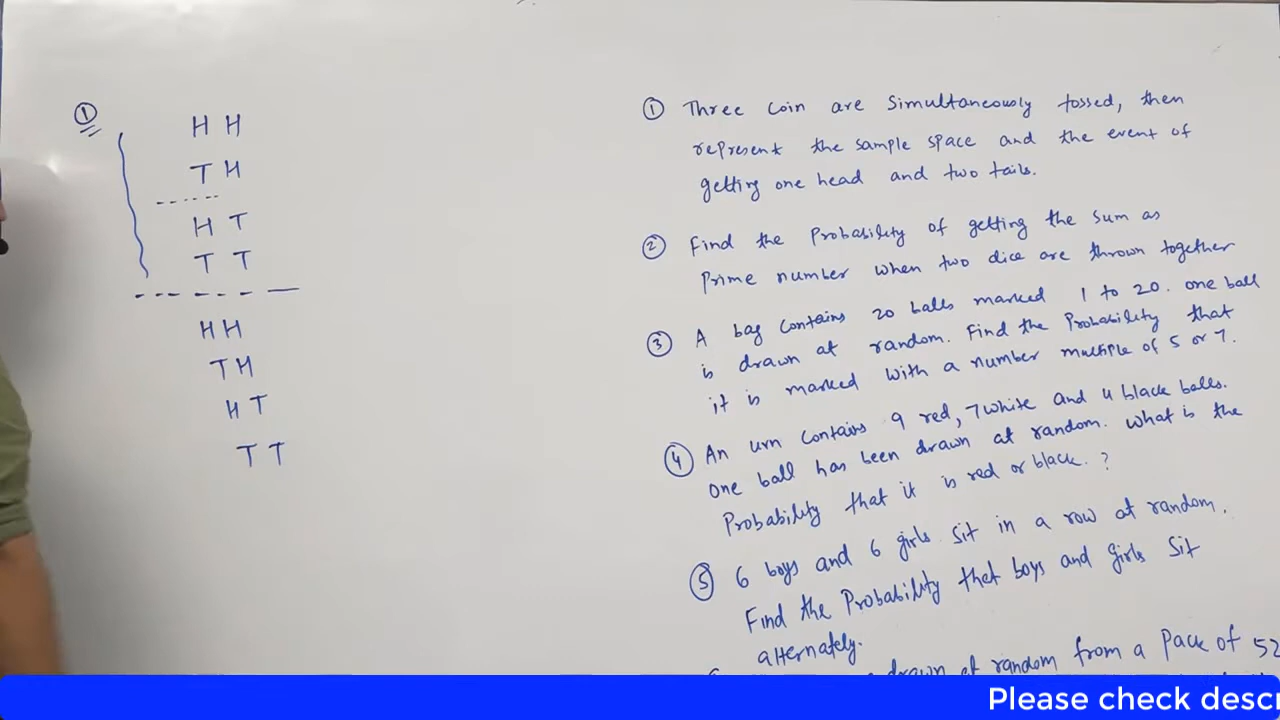 ①
H H
T H
H T
T T
H H
T H
H T
T T
① Three coin are simultaneously tossed, then
represent the sample space and the event of
getting one head and two tails.
② Find the Probability of getting the sum as
Prime number when two dice are thrown together
③ A bag contains 20 balls marked 1 to 20. one ball
is drawn at random. Find the Probability that
it is marked with a number multiple of 5 or 7.
④ An urn contains 9 red, 7 white and 4 black balls.
one ball has been drawn at random. what is the
Probability that it is red or black.?
⑤ 6 boys and 6 girls sit in a row at random.
Find the Probability that boys and girls sit
alternately.
drawn at random from a Pack of 52
Please check descr